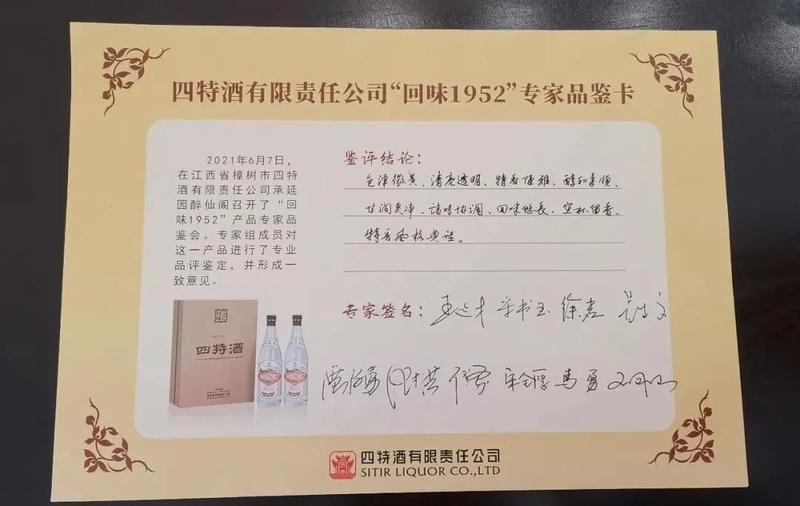 四特酒有限责任公司“回味1952”专家品鉴卡
2021年6月7日，
在江西省樟树市四特
酒有限责任公司承延
园醉仙阁召开了“回
味1952”产品专家品
鉴会。专家组成员对
这一产品进行了专业
品评鉴定，并形成一
致意见。
四特酒
鉴评结论：
色泽微黄、清亮透明、特香优雅、醇和柔顺、
甘润爽净、诸味协调、回味悠长、空杯留香。
特香风格典型。
专家签名：
徐岩
马勇
四特酒有限责任公司
SITIR LIQUOR CO.,LTD